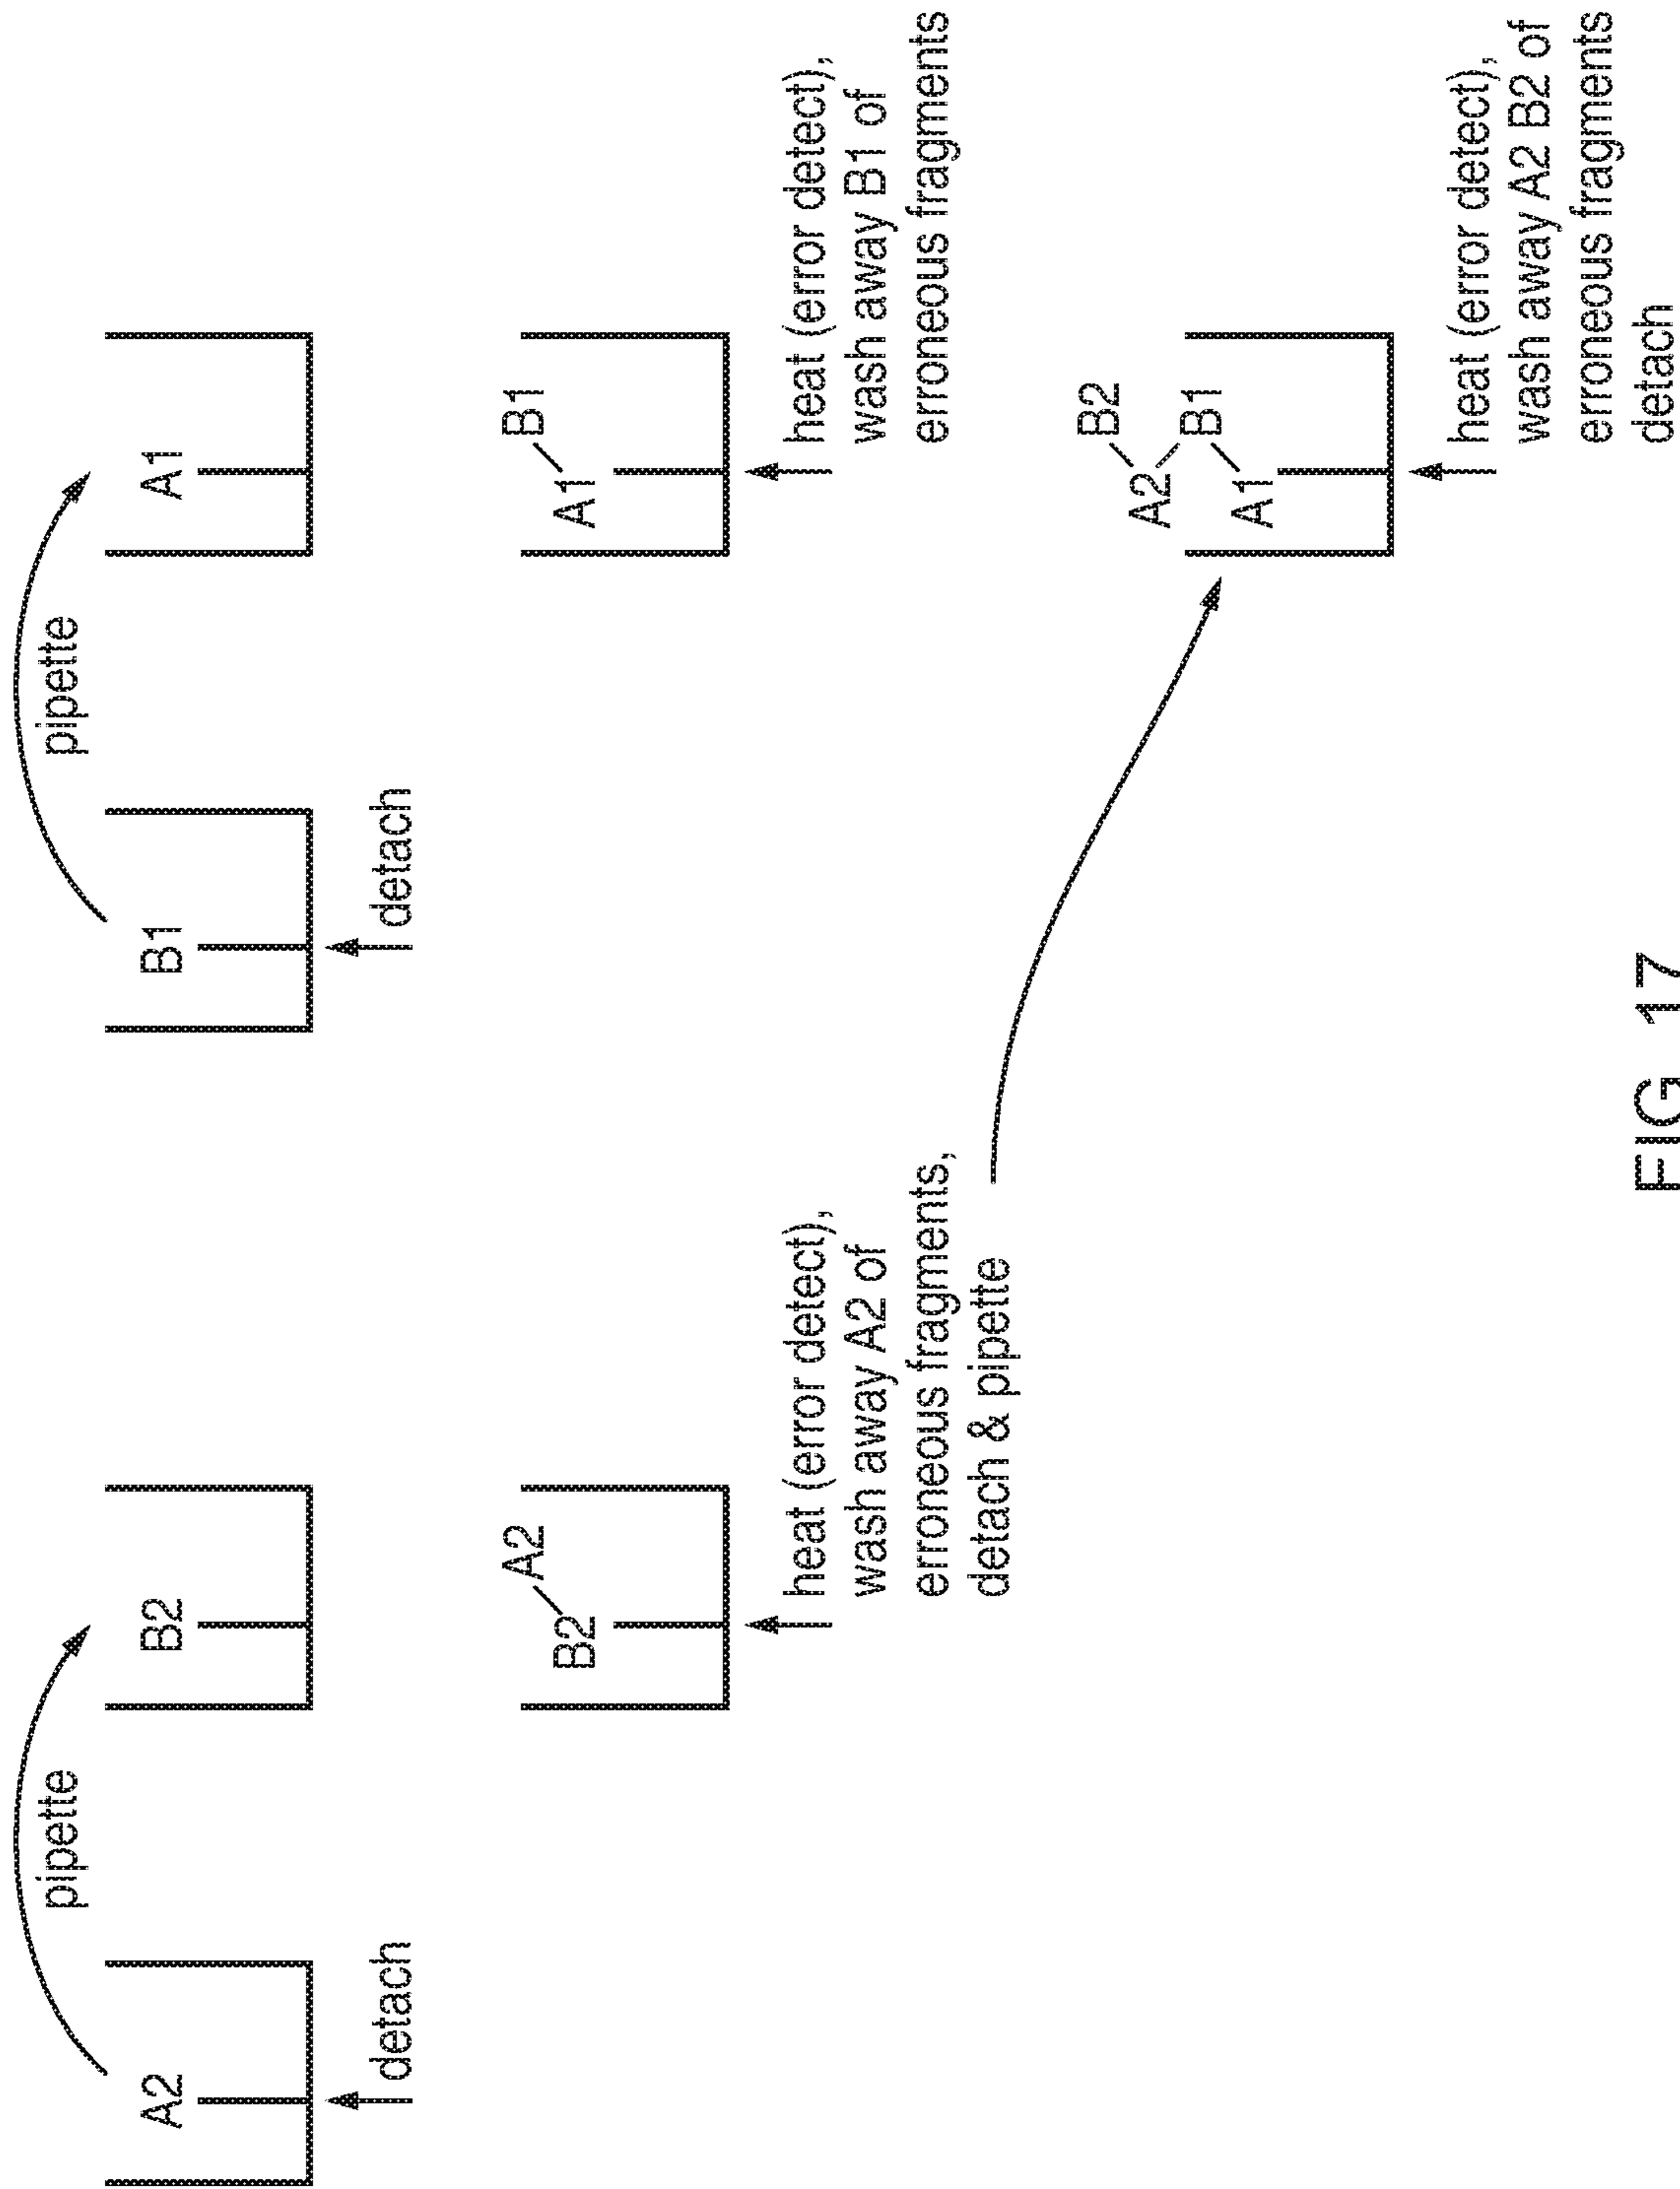 pipette
pipette
A2
B2
B1
A1
detach
detach
A2
B2
B1
A1
heat (error detect),
wash away A2 of
erroneous fragments,
detach & pipette
heat (error detect),
wash away B1 of
erroneous fragments
B2
A2
B1
A1
heat (error detect),
wash away A2 B2 of
erroneous fragments
detach
FIG. 17